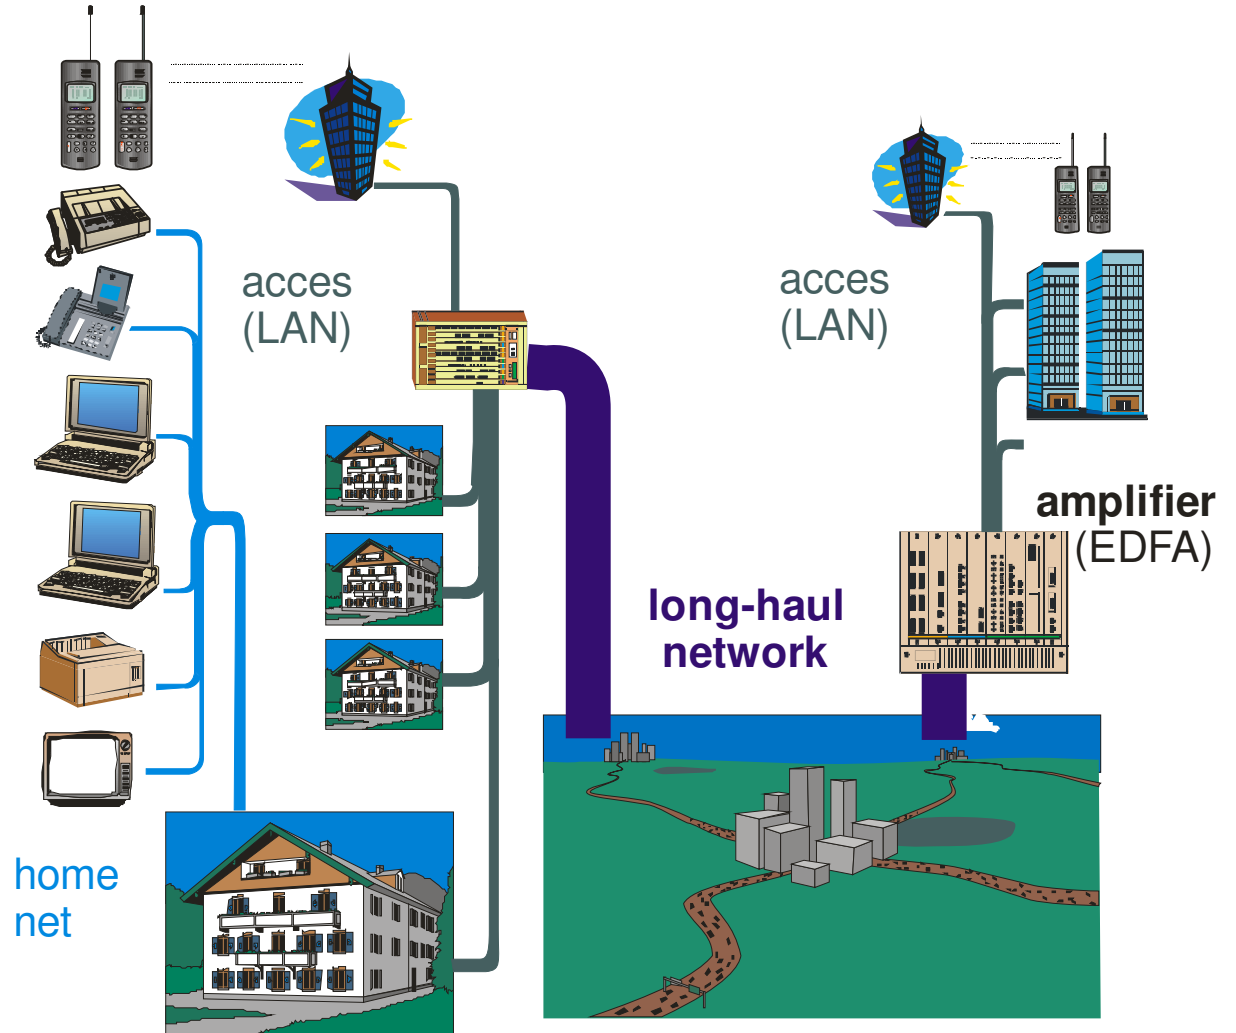 acces
(LAN)
acces
(LAN)
amplifier
(EDFA)
long-haul
network
home
net